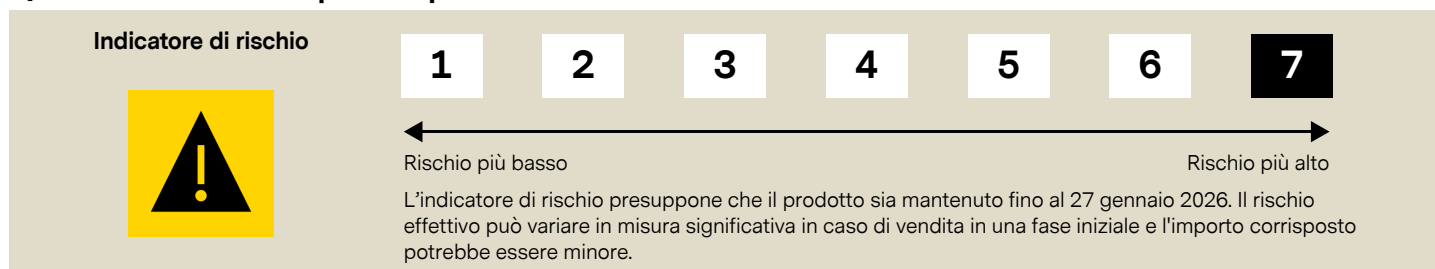 Indicatore di rischio
1 2 3 4 5 6 7
Rischio più basso
Rischio più alto
L'indicatore di rischio presuppone che il prodotto sia mantenuto fino al 27 gennaio 2026. Il rischio
effettivo può variare in misura significativa in caso di vendita in una fase iniziale e l'importo corrisposto
potrebbe essere minore.